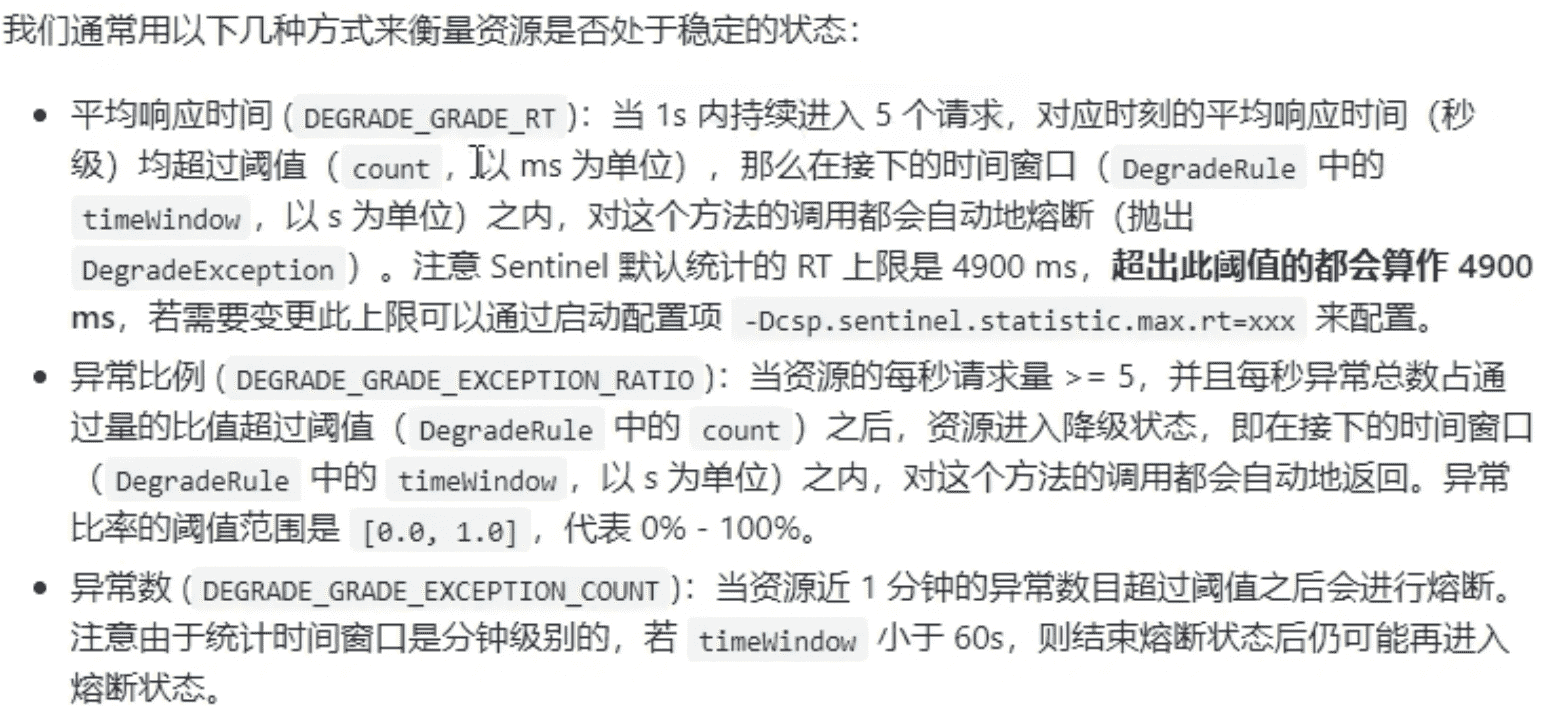 我们通常用以下几种方式来衡量资源是否处于稳定的状态：
• 平均响应时间 ( DEGRADE_GRADE_RT )：当 1s 内持续进入 5 个请求，对应时刻的平均响应时间（秒
级）均超过阈值（ count ，以 ms 为单位），那么在接下的时间窗口（ DegradeRule 中的
timeWindow ，以 s 为单位）之内，对这个方法的调用都会自动地熔断（抛出
DegradeException ）。注意 Sentinel 默认统计的 RT 上限是 4900 ms，超出此阈值的都会算作 4900
ms，若需要变更此上限可以通过启动配置项 -Dcsp.sentinel.statistic.max.rt=xxx 来配置。
• 异常比例 ( DEGRADE_GRADE_EXCEPTION_RATIO )：当资源的每秒请求量 >= 5，并且每秒异常总数占通
过量的比值超过阈值（ DegradeRule 中的 count ）之后，资源进入降级状态，即在接下的时间窗口
（ DegradeRule 中的 timeWindow ，以 s 为单位）之内，对这个方法的调用都会自动地返回。异常
比率的阈值范围是 [0.0, 1.0] ，代表 0% - 100%。
• 异常数 ( DEGRADE_GRADE_EXCEPTION_COUNT )：当资源近 1 分钟的异常数目超过阈值之后会进行熔断。
注意由于统计时间窗口是分钟级别的，若 timeWindow 小于 60s，则结束熔断状态后仍可能再进入
熔断状态。